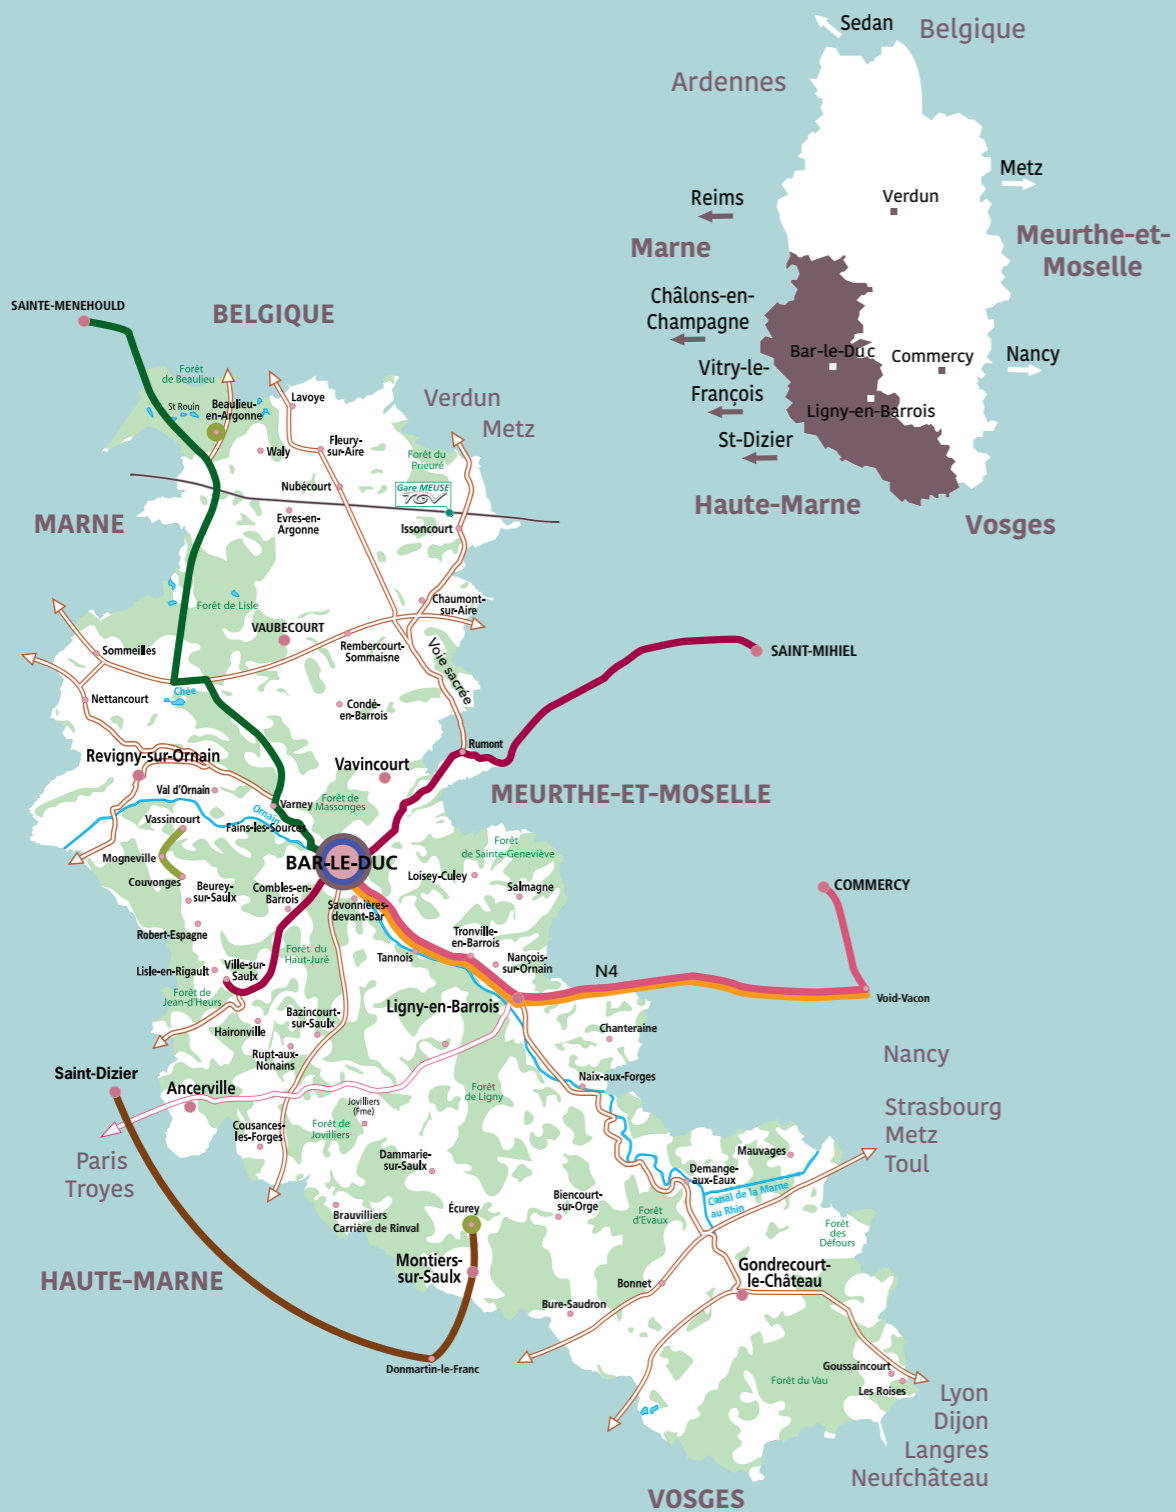 Sedan
Belgique
Ardennes
Metz
Reims
Verdun
Marne
Meurthe-et-
Moselle
Châlons-en-
Champagne
Bar-le-Duc
Commercy
Nancy
Vitry-le-
François
Ligny-en-Barrois
St-Dizier
Haute-Marne
Vosges
SAINTE-MENEHOULD
BELGIQUE
Forêt
de Beaulieu
St Rouin
Beaulieu-
en-Argonne
Lavoye
Verdun
Metz
Waly
Fleury-
sur-Aire
Forêt du
Prieuré
Nubécourt
Gare MEUSE
TGV
MARNE
Evres-en-
Argonne
Issoncourt
Forêt de Lisle
Chaumont-
sur-Aire
VAUBECOURT
Sommeilles
Rembercourt-
Sommaisne
Voie sacrée
SAINT-MIHIEL
Chée
Nettancourt
Condé-
en-Barrois
Rumont
Revigny-sur-Ornain
Vavincourt
Val d'Ornain
Varney
Forêt de
Massonges
MEURTHE-ET-MOSELLE
Ornain
Vassincourt
Fains-les-Sources
Forêt
de Sainte-Geneviève
Mogneville
BAR-LE-DUC
Couvonges
Loisey-Culey
Beurey-
sur-Saulx
Combles-en-
Barrois
Salmagne
COMMERCY
Savonnières-
devant-Bar
Robert-Espagne
Tronville-
en-Barrois
Forêt du
Haut-Juré
Tannois
Nançois-
sur-Ornain
Lisle-en-Rigault
Ville-sur-
Saulx
N4
Void-Vacon
Forêt de
Jean-d'Heurs
Bazincourt-
sur-Saulx
Ligny-en-Barrois
Haironville
Chanteraine
Rupt-aux-
Nonains
Nancy
Saint-Dizier
Ancerville
Forêt
de Ligny
Naix-aux-Forges
Jovilliers
(Fme)
Strasbourg
Metz
Toul
Cousances-
les-Forges
Forêt de
Jovilliers
Paris
Troyes
Dammarie-
sur-Saulx
Mauvages
Demange-
aux-Eaux
Canal de la Marne
au Rhin
Brauvilliers
Carrière de Rinval
Écurey
Biencourt-
sur-Orge
Forêt
d'Evaux
Forêt
des
Défours
HAUTE-MARNE
Montiers-
sur-Saulx
Gondrecourt-
le-Château
Bonnet
Bure-Saudron
Donmartin-le-Franc
Goussaincourt
Forêt du Vau
Les Roises
Lyon
Dijon
Langres
Neufchâteau
VOSGES